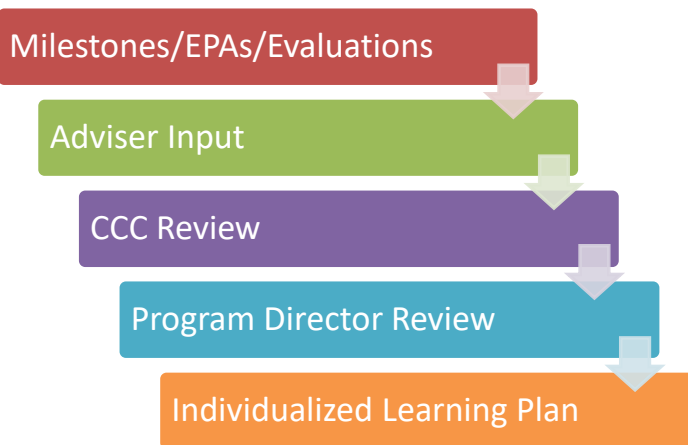 Milestones/EPAs/Evaluations
Adviser Input
CCC Review
Program Director Review
Individualized Learning Plan